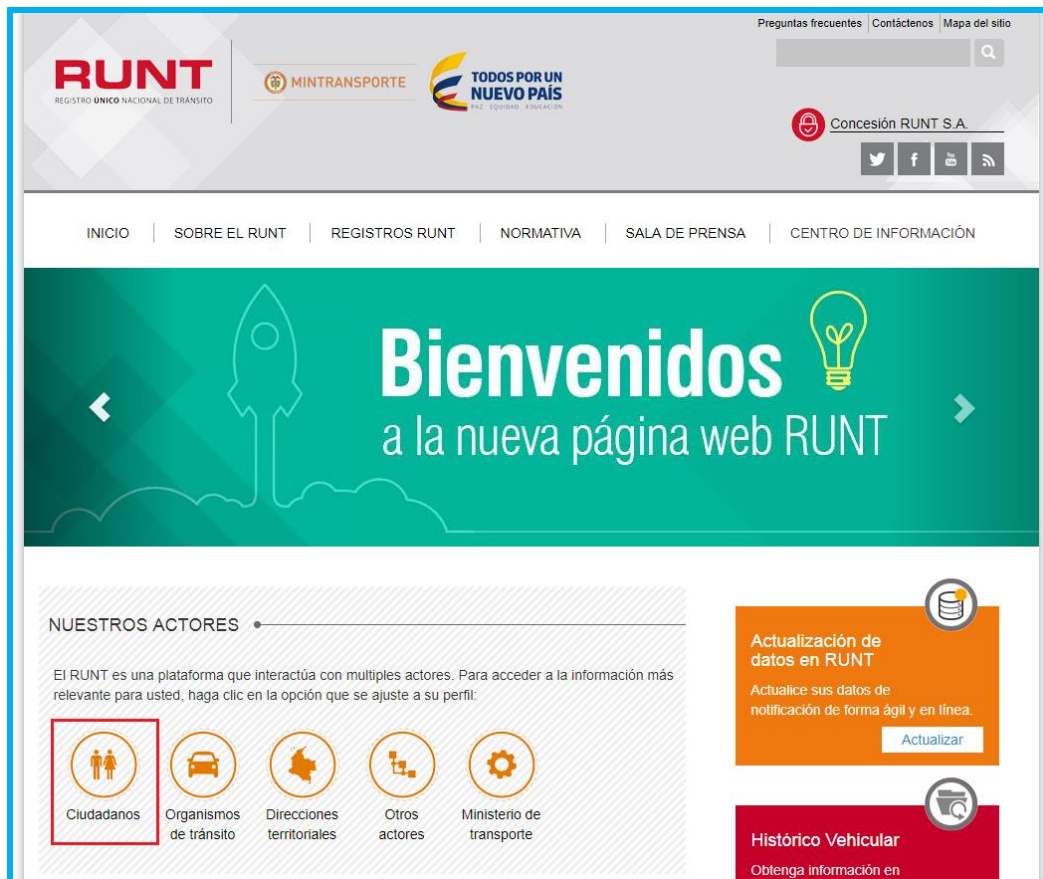 Preguntas frecuentes
Contáctenos
Mapa del sitio
RUNT
REGISTRO ÚNICO NACIONAL DE TRÁNSITO
MINTRANSPORTE
TODOS POR UN
NUEVO PAÍS
PAZ EQUIDAD EDUCACIÓN
Concesión RUNT S.A.
You
INICIO
SOBRE EL RUNT
REGISTROS RUNT
NORMATIVA
SALA DE PRENSA
CENTRO DE INFORMACIÓN
Bienvenidos
a la nueva página web RUNT
NUESTROS ACTORES
El RUNT es una plataforma que interactúa con multiples actores. Para acceder a la información más
relevante para usted, haga clic en la opción que se ajuste a su perfil:
Ciudadanos
Organismos
de tránsito
Direcciones
territoriales
Otros
actores
Ministerio de
transporte
Actualización de
datos en RUNT
Actualice sus datos de
notificación de forma ágil y en línea.
Actualizar
Histórico Vehicular
Obtenga información en